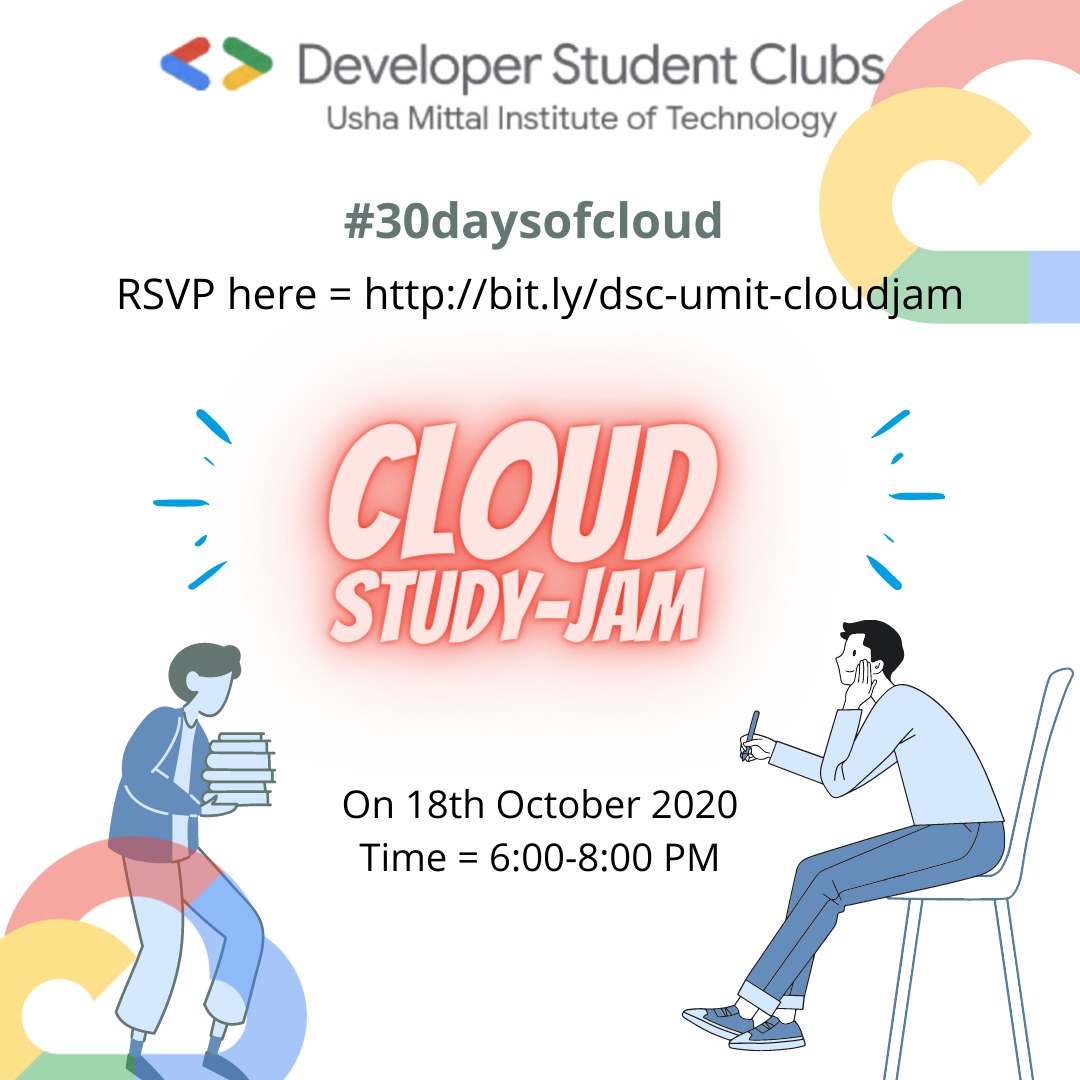 Developer Student Clubs
Usha Mittal Institute of Technology
#30daysofcloud
RSVP here = http://bit.ly/dsc-umit-cloudjam
CLOUD
STUDY-JAM
On 18th October 2020
Time = 6:00-8:00 PM